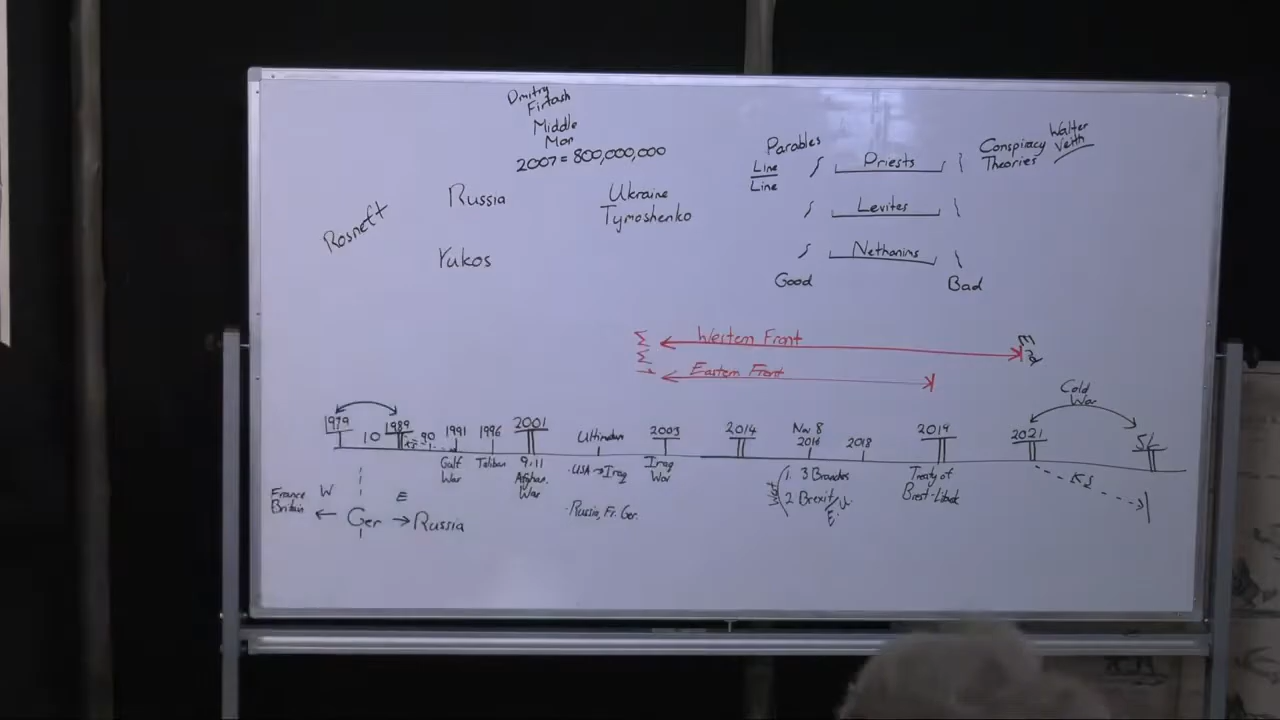 Dmitry
Firtash
Middle
Man
2007 = 800,000,000
Rosneft
Russia
Yukos
Ukraine
Tymoshenko
Parables
Line
Line
Priests
Levites
Nethanims
Good
Bad
Conspiracy
Theories
Walter
Veith
Western Front
Eastern Front
End
Cold
War
1979
10
1989
90
1991
1996
2001
Ultimatum
2003
2014
Nov 8
2016
2018
2019
2021
SL
Gulf
War
Taliban
9-11
Afghan.
War
·USA → Iraq
·Russia, Fr. Ger.
Iraq
War
1. 3 Branches
2 Brexit/U.
E.
Treaty of
Brest-Litovsk
KS
France
Britain
W
Ger
E
Russia